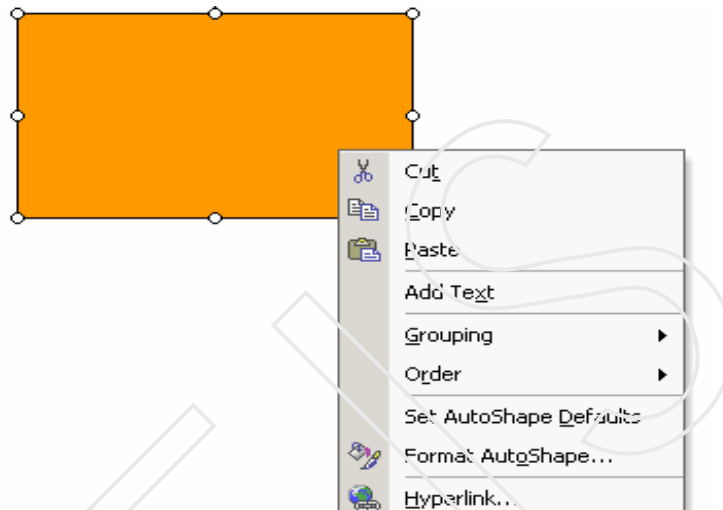 Cut
Copy
Paste
Add Text
Grouping
Order
Set AutoShape Defaults
Format AutoShape...
Hyperlink...